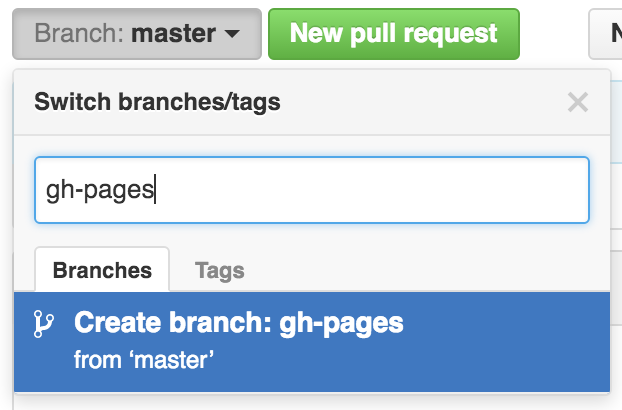 Branch: master
New pull request
N
Switch branches/tags
gh-pages
Branches
Tags
Create branch: gh-pages
from ‘master’